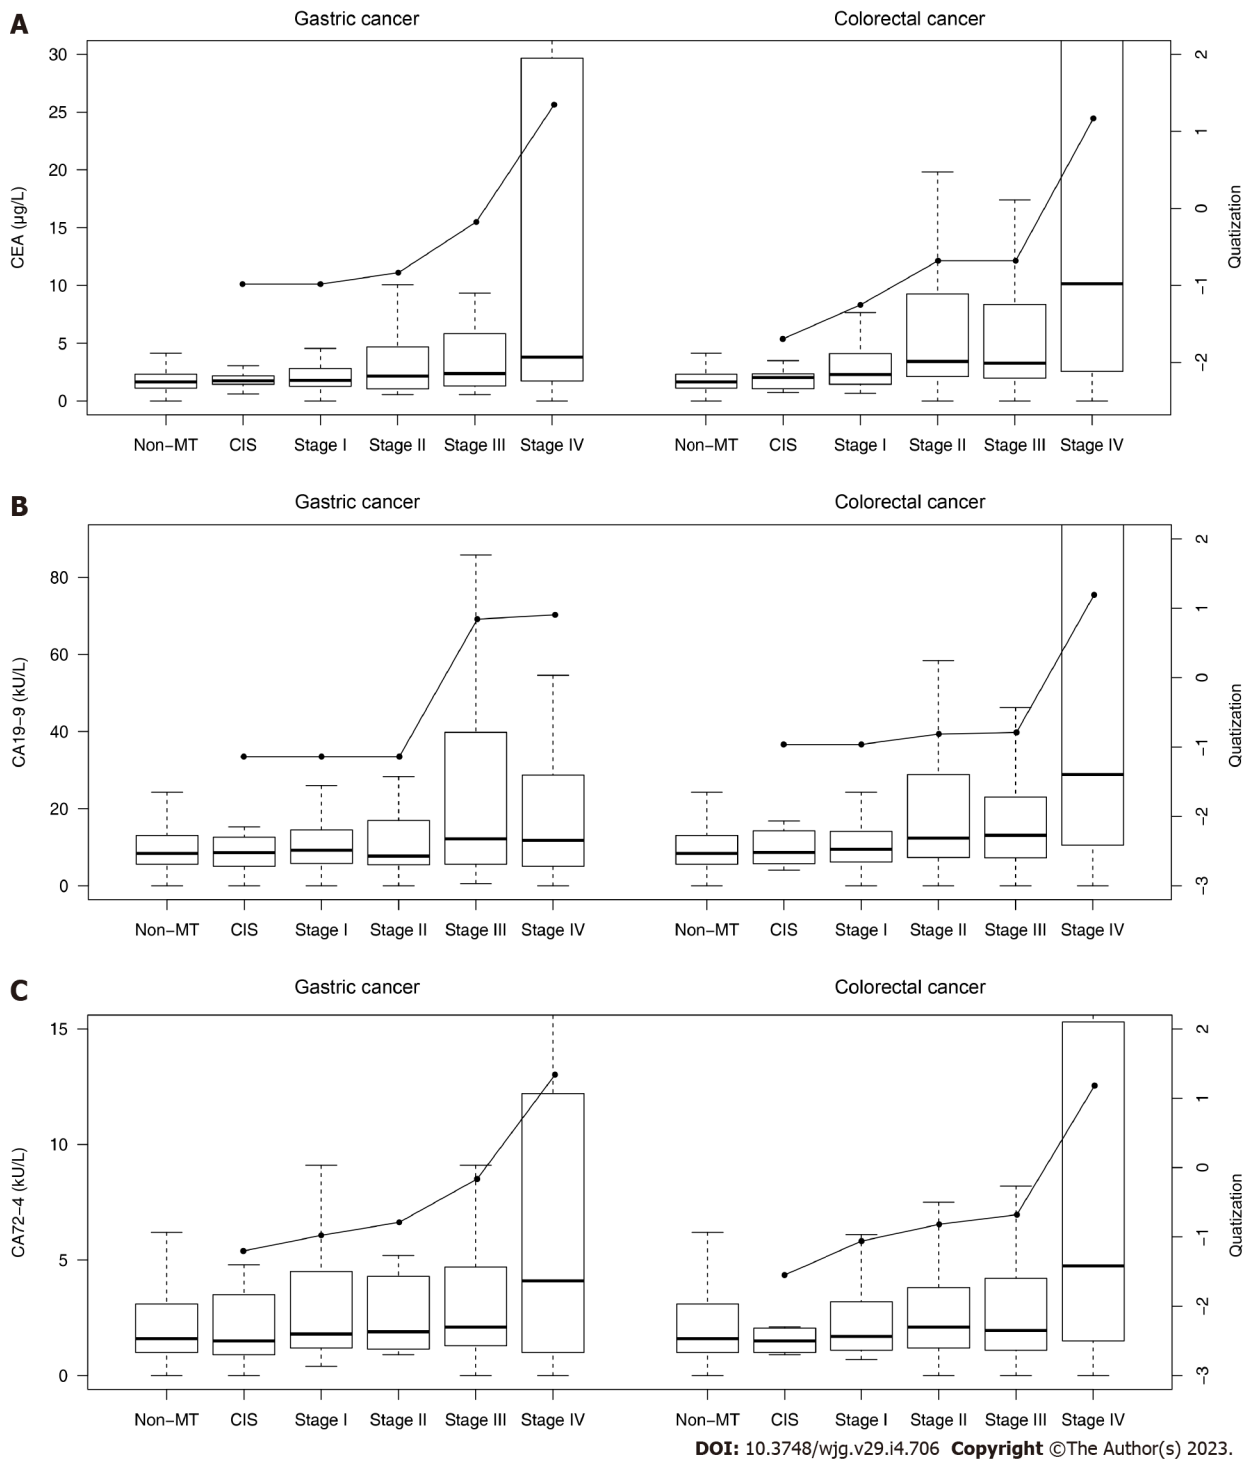 A
Gastric cancer
Colorectal cancer
CEA (µg/L)
30
25
20
15
10
5
0
2
1
0
−1
−2
Quatization
Non−MT CIS Stage I Stage II Stage III Stage IV
Non−MT CIS Stage I Stage II Stage III Stage IV
B
Gastric cancer
Colorectal cancer
CA19−9 (kU/L)
80
60
40
20
0
2
1
0
−1
−2
−3
Quatization
Non−MT CIS Stage I Stage II Stage III Stage IV
Non−MT CIS Stage I Stage II Stage III Stage IV
C
Gastric cancer
Colorectal cancer
CA72−4 (kU/L)
15
10
5
0
2
1
0
−1
−2
−3
Quatization
Non−MT CIS Stage I Stage II Stage III Stage IV
Non−MT CIS Stage I Stage II Stage III Stage IV
DOI: 10.3748/wjg.v29.i4.706 Copyright ©The Author(s) 2023.